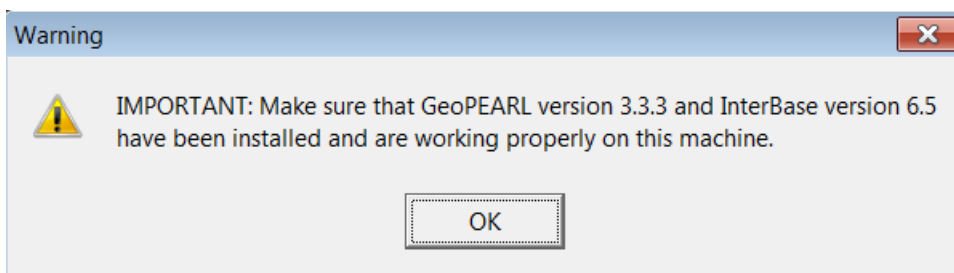 Warning
IMPORTANT: Make sure that GeoPEARL version 3.3.3 and InterBase version 6.5
have been installed and are working properly on this machine.
OK